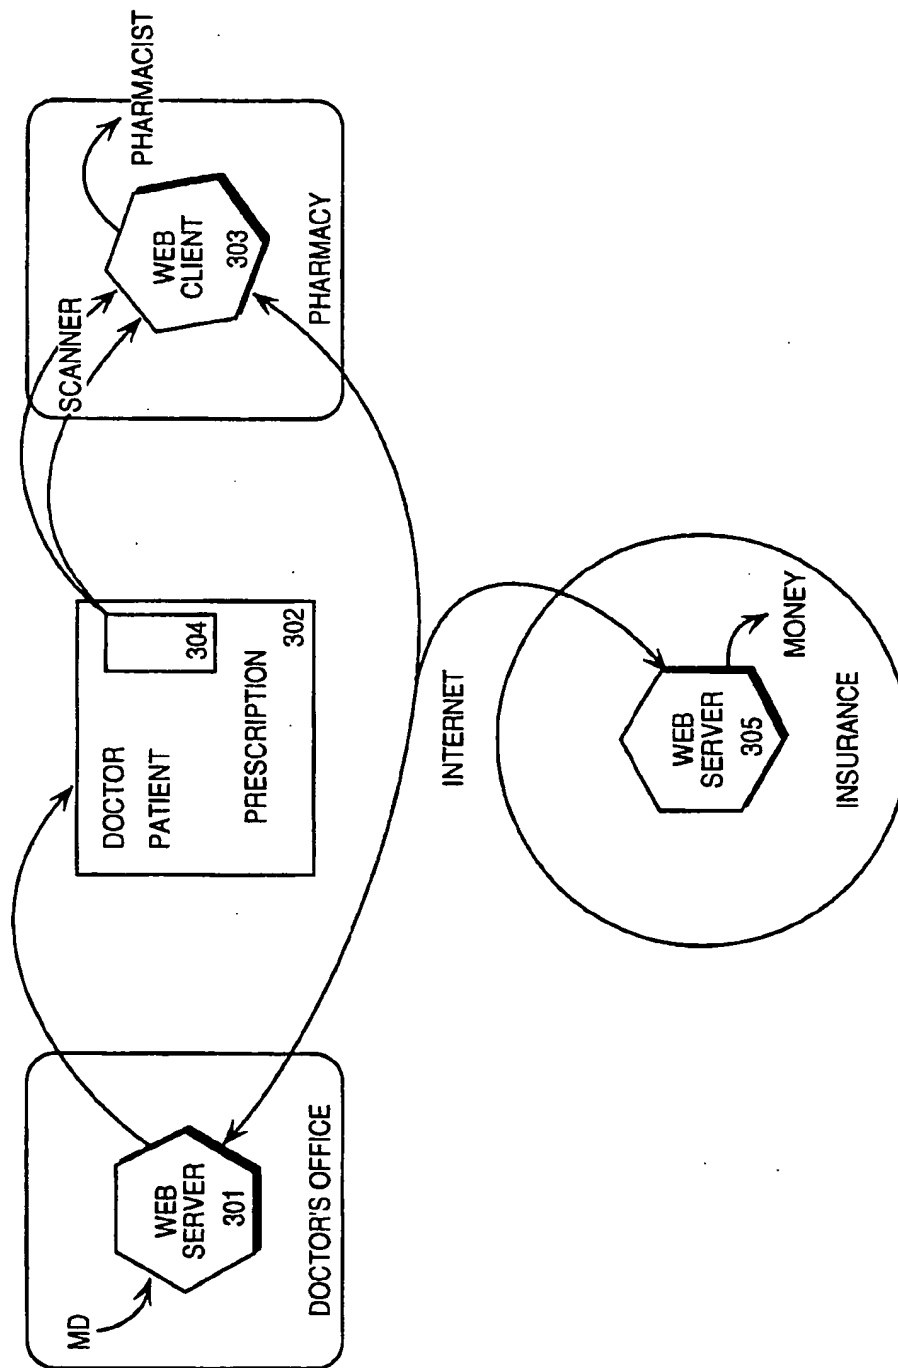 MD
WEB
SERVER
301
DOCTOR'S OFFICE
DOCTOR
PATIENT
304
PRESCRIPTION
302
SCANNER
WEB
CLIENT
303
PHARMACIST
PHARMACY
INTERNET
WEB
SERVER
305
MONEY
INSURANCE